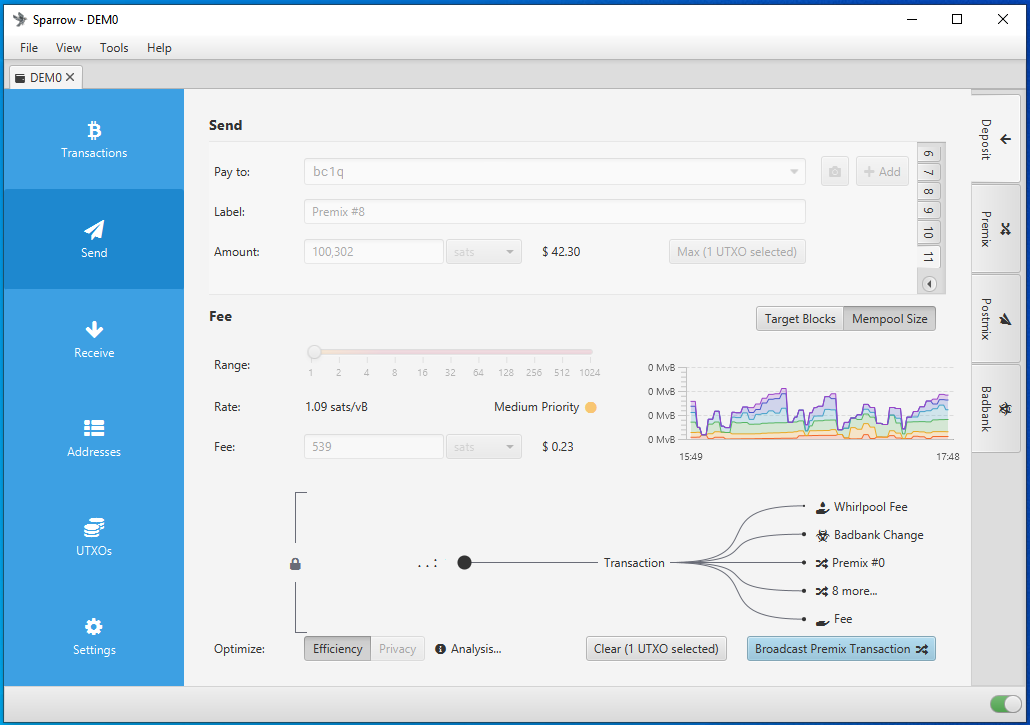 Sparrow - DEM0
File View Tools Help
DEM0
Transactions
Send
Receive
Addresses
UTXOs
Settings
Send
Pay to: bc1q + Add
Label: Premix #8
Amount: 100,302 sats $ 42.30 Max (1 UTXO selected)
6
7
8
9
10
11
Deposit
Premix
Postmix
Badbank
Fee
Target Blocks Mempool Size
Range:
1 2 4 8 16 32 64 128 256 512 1024
Rate: 1.09 sats/vB Medium Priority
Fee: 539 sats $ 0.23
0 MvB
0 MvB
0 MvB
0 MvB
15:49 17:48
Transaction
Whirlpool Fee
Badbank Change
Premix #0
8 more...
Fee
Optimize: Efficiency Privacy Analysis... Clear (1 UTXO selected) Broadcast Premix Transaction